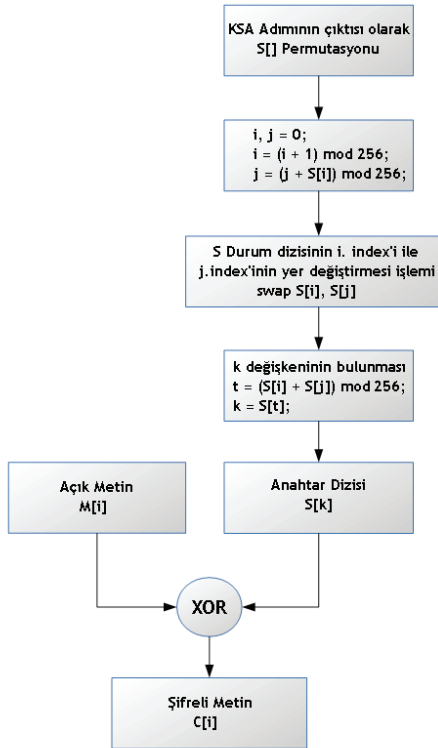 KSA Adımının çıktısı olarak
S[] Permutasyonu
i, j = 0;
i = (i + 1) mod 256;
j = (j + S[i]) mod 256;
S Durum dizisinin i. index'i ile
j.index'inin yer değiştirmesi işlemi
swap S[i], S[j]
k değişkeninin bulunması
t = (S[i] + S[j]) mod 256;
k = S[t];
Açık Metin
M[i]
Anahtar Dizisi
S[k]
XOR
Şifreli Metin
C[i]